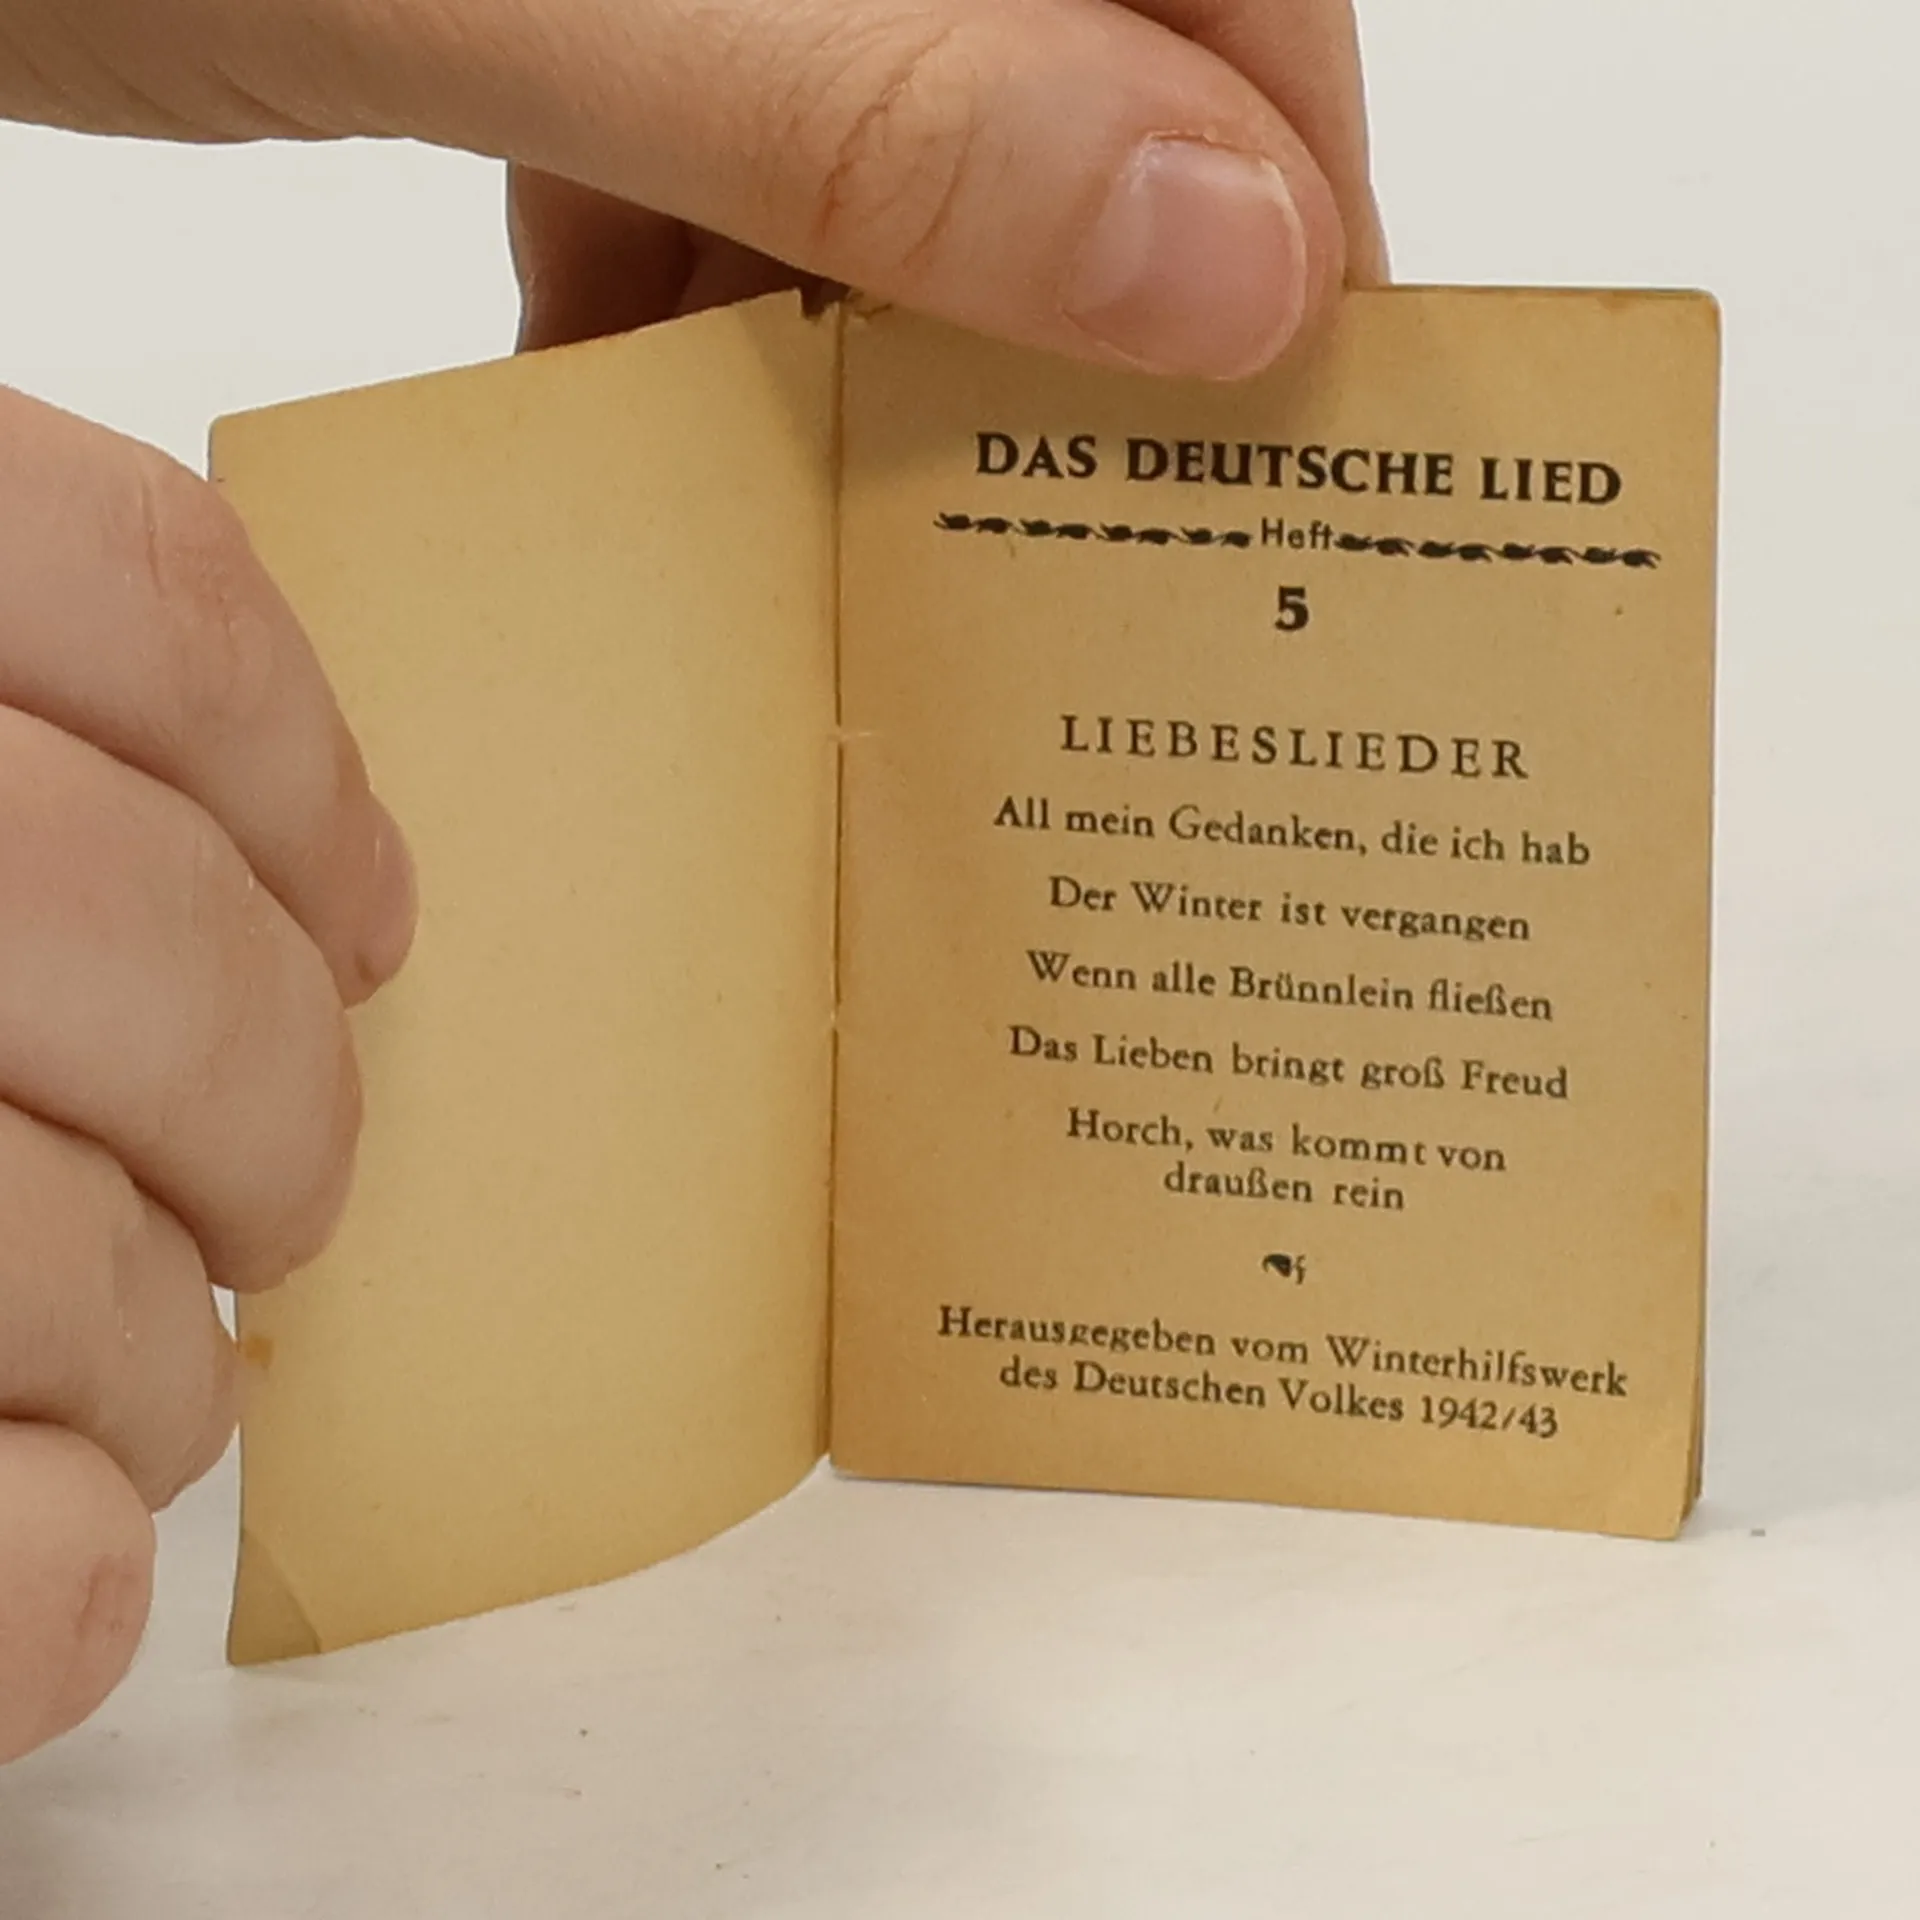 DAS DEUTSCHE LIED
Heft
5
LIEBESLIEDER
All mein Gedanken, die ich hab
Der Winter ist vergangen
Wenn alle Brünnlein fließen
Das Lieben bringt groß Freud
Horch, was kommt von
draußen rein
Herausgegeben vom Winterhilfswerk
des Deutschen Volkes 1942/43